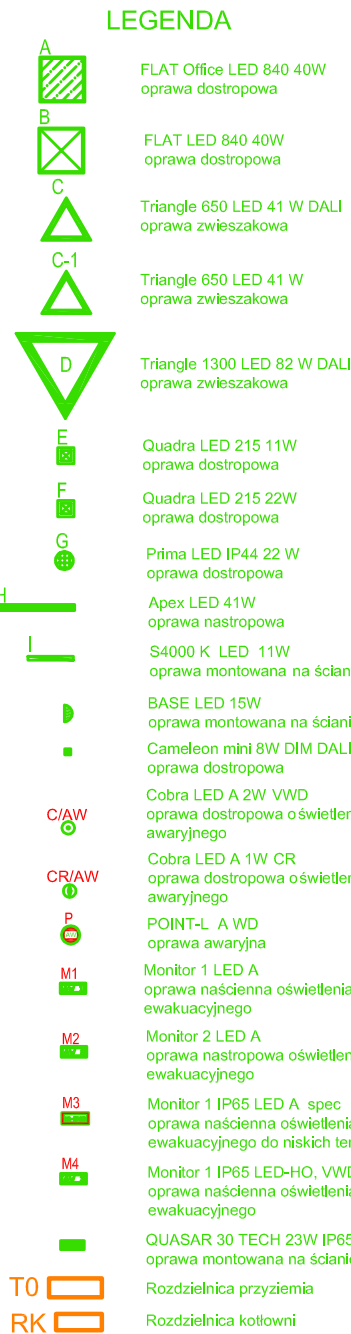 LEGENDA
A
FLAT Office LED 840 40W
oprawa dostropowa
B
FLAT LED 840 40W
oprawa dostropowa
C
Triangle 650 LED 41 W DALI
oprawa zwieszakowa
C-1
Triangle 650 LED 41 W
oprawa zwieszakowa
D
Triangle 1300 LED 82 W DALI
oprawa zwieszakowa
E
Quadra LED 215 11W
oprawa dostropowa
F
Quadra LED 215 22W
oprawa dostropowa
G
Prima LED IP44 22 W
oprawa dostropowa
H
Apex LED 41W
oprawa nastropowa
I
S4000 K LED 11W
oprawa montowana na ścian
BASE LED 15W
oprawa montowana na ściani
Cameleon mini 8W DIM DALI
oprawa dostropowa
C/AW
Cobra LED A 2W VWD
oprawa dostropowa oświetler
awaryjnego
CR/AW
Cobra LED A 1W CR
oprawa dostropowa oświetler
awaryjnego
P
AW
POINT-L A WD
oprawa awaryjna
M1
Monitor 1 LED A
oprawa naścienna oświetlenia
ewakuacyjnego
M2
Monitor 2 LED A
oprawa nastropowa oświetlen
ewakuacyjnego
M3
Monitor 1 IP65 LED A spec
oprawa naścienna oświetlenia
ewakuacyjnego do niskich ter
M4
Monitor 1 IP65 LED-HO, VWD
oprawa naścienna oświetlenia
ewakuacyjnego
QUASAR 30 TECH 23W IP65
oprawa montowana na ścianie
T0
Rozdzielnica przyziemia
RK
Rozdzielnica kotłowni